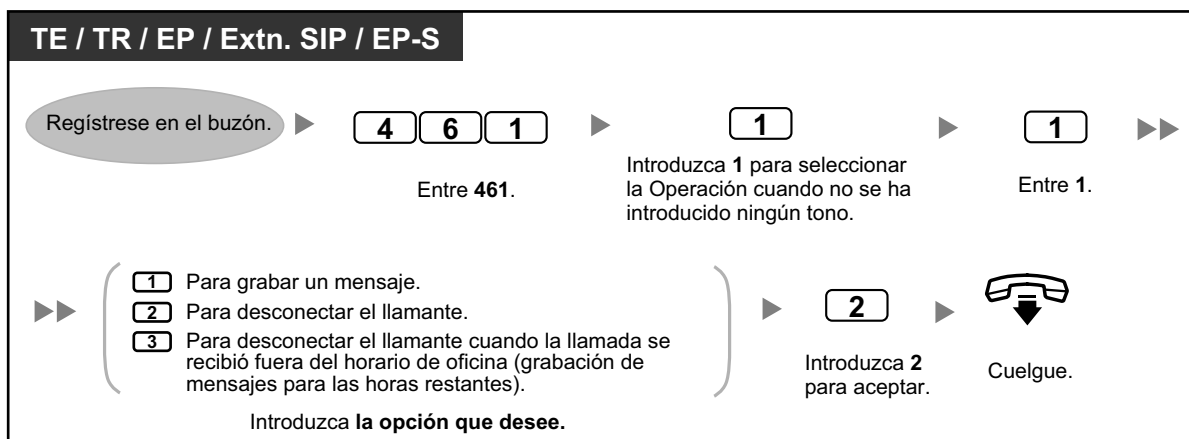 TE / TR / EP / Extn. SIP / EP-S
Regístrese en el buzón.
4 6 1
Entre 461.
1
Introduzca 1 para seleccionar
la Operación cuando no se ha
introducido ningún tono.
1
Entre 1.
1 Para grabar un mensaje.
2 Para desconectar el llamante.
3 Para desconectar el llamante cuando la llamada se
recibió fuera del horario de oficina (grabación de
mensajes para las horas restantes).
Introduzca la opción que desee.
2
Introduzca 2
para aceptar.
Cuelgue.